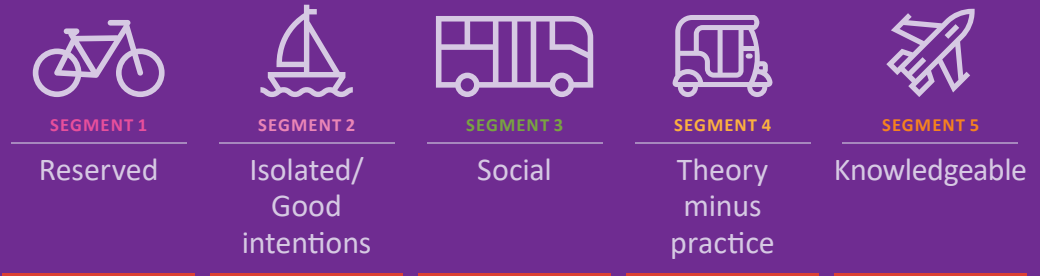 SEGMENT 1
Reserved
SEGMENT 2
Isolated/
Good
intentions
SEGMENT 3
Social
SEGMENT 4
Theory
minus
practice
SEGMENT 5
Knowledgeable